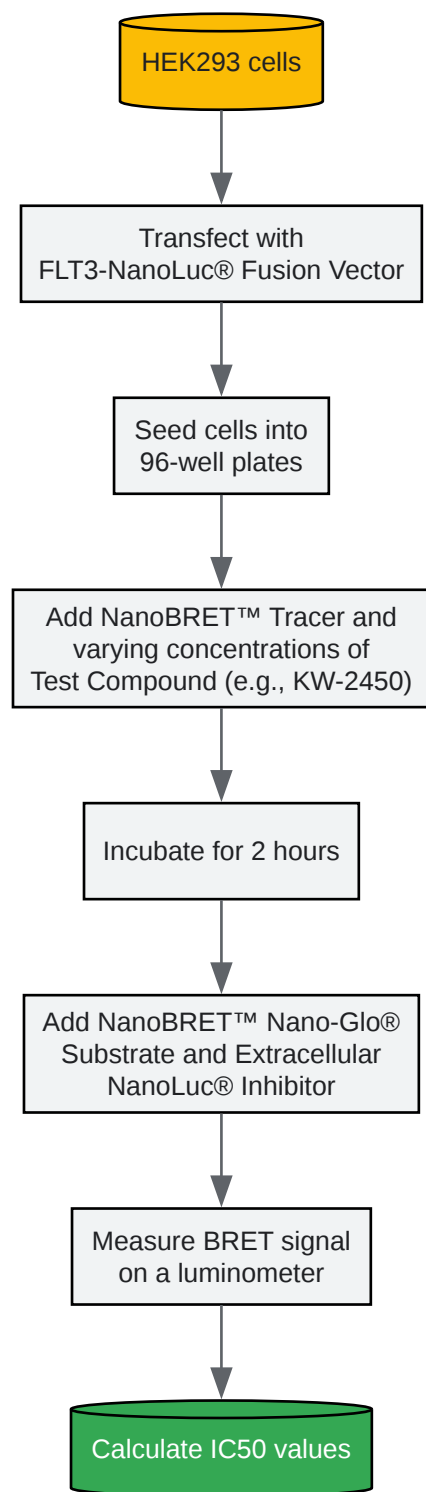 HEK293 cells
Transfect with
FLT3-NanoLuc® Fusion Vector
Seed cells into
96-well plates
Add NanoBRET™ Tracer and
varying concentrations of
Test Compound (e.g., KW-2450)
Incubate for 2 hours
Add NanoBRET™ Nano-Glo®
Substrate and Extracellular
NanoLuc® Inhibitor
Measure BRET signal
on a luminometer
Calculate IC50 values